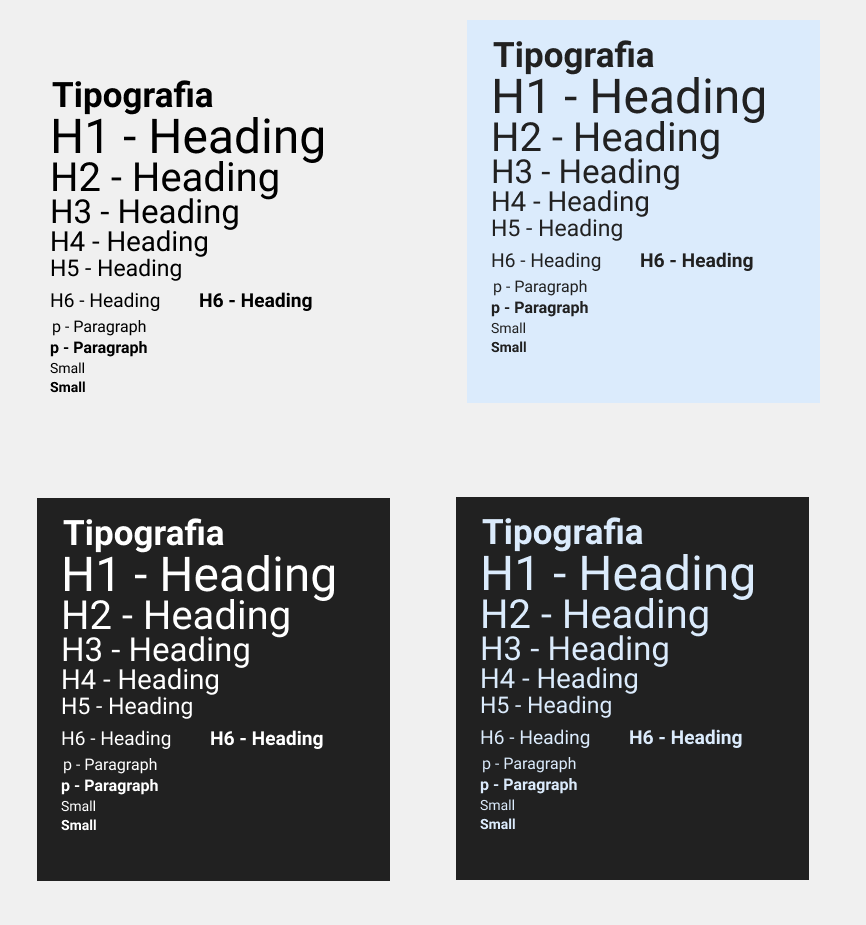 Tipografia
H1 - Heading
H2 - Heading
H3 - Heading
H4 - Heading
H5 - Heading
H6 - Heading H6 - Heading
p - Paragraph
p - Paragraph
Small
Small
Tipografia
H1 - Heading
H2 - Heading
H3 - Heading
H4 - Heading
H5 - Heading
H6 - Heading H6 - Heading
p - Paragraph
p - Paragraph
Small
Small
Tipografia
H1 - Heading
H2 - Heading
H3 - Heading
H4 - Heading
H5 - Heading
H6 - Heading H6 - Heading
p - Paragraph
p - Paragraph
Small
Small
Tipografia
H1 - Heading
H2 - Heading
H3 - Heading
H4 - Heading
H5 - Heading
H6 - Heading H6 - Heading
p - Paragraph
p - Paragraph
Small
Small